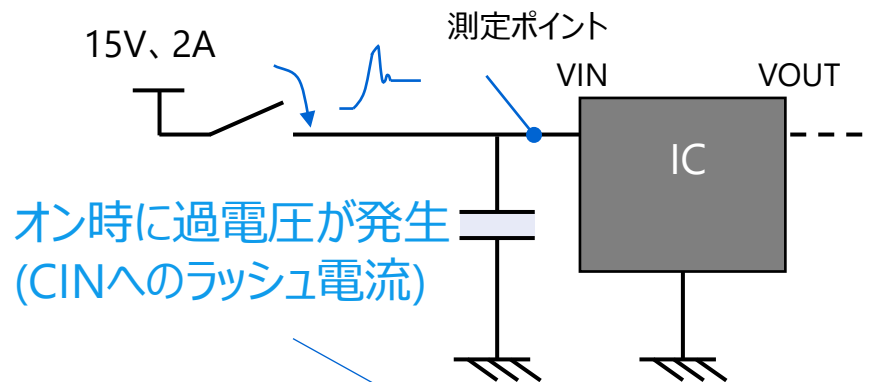 15V、2A
測定ポイント
VIN
VOUT
IC
オン時に過電圧が発生
(CINへのラッシュ電流)